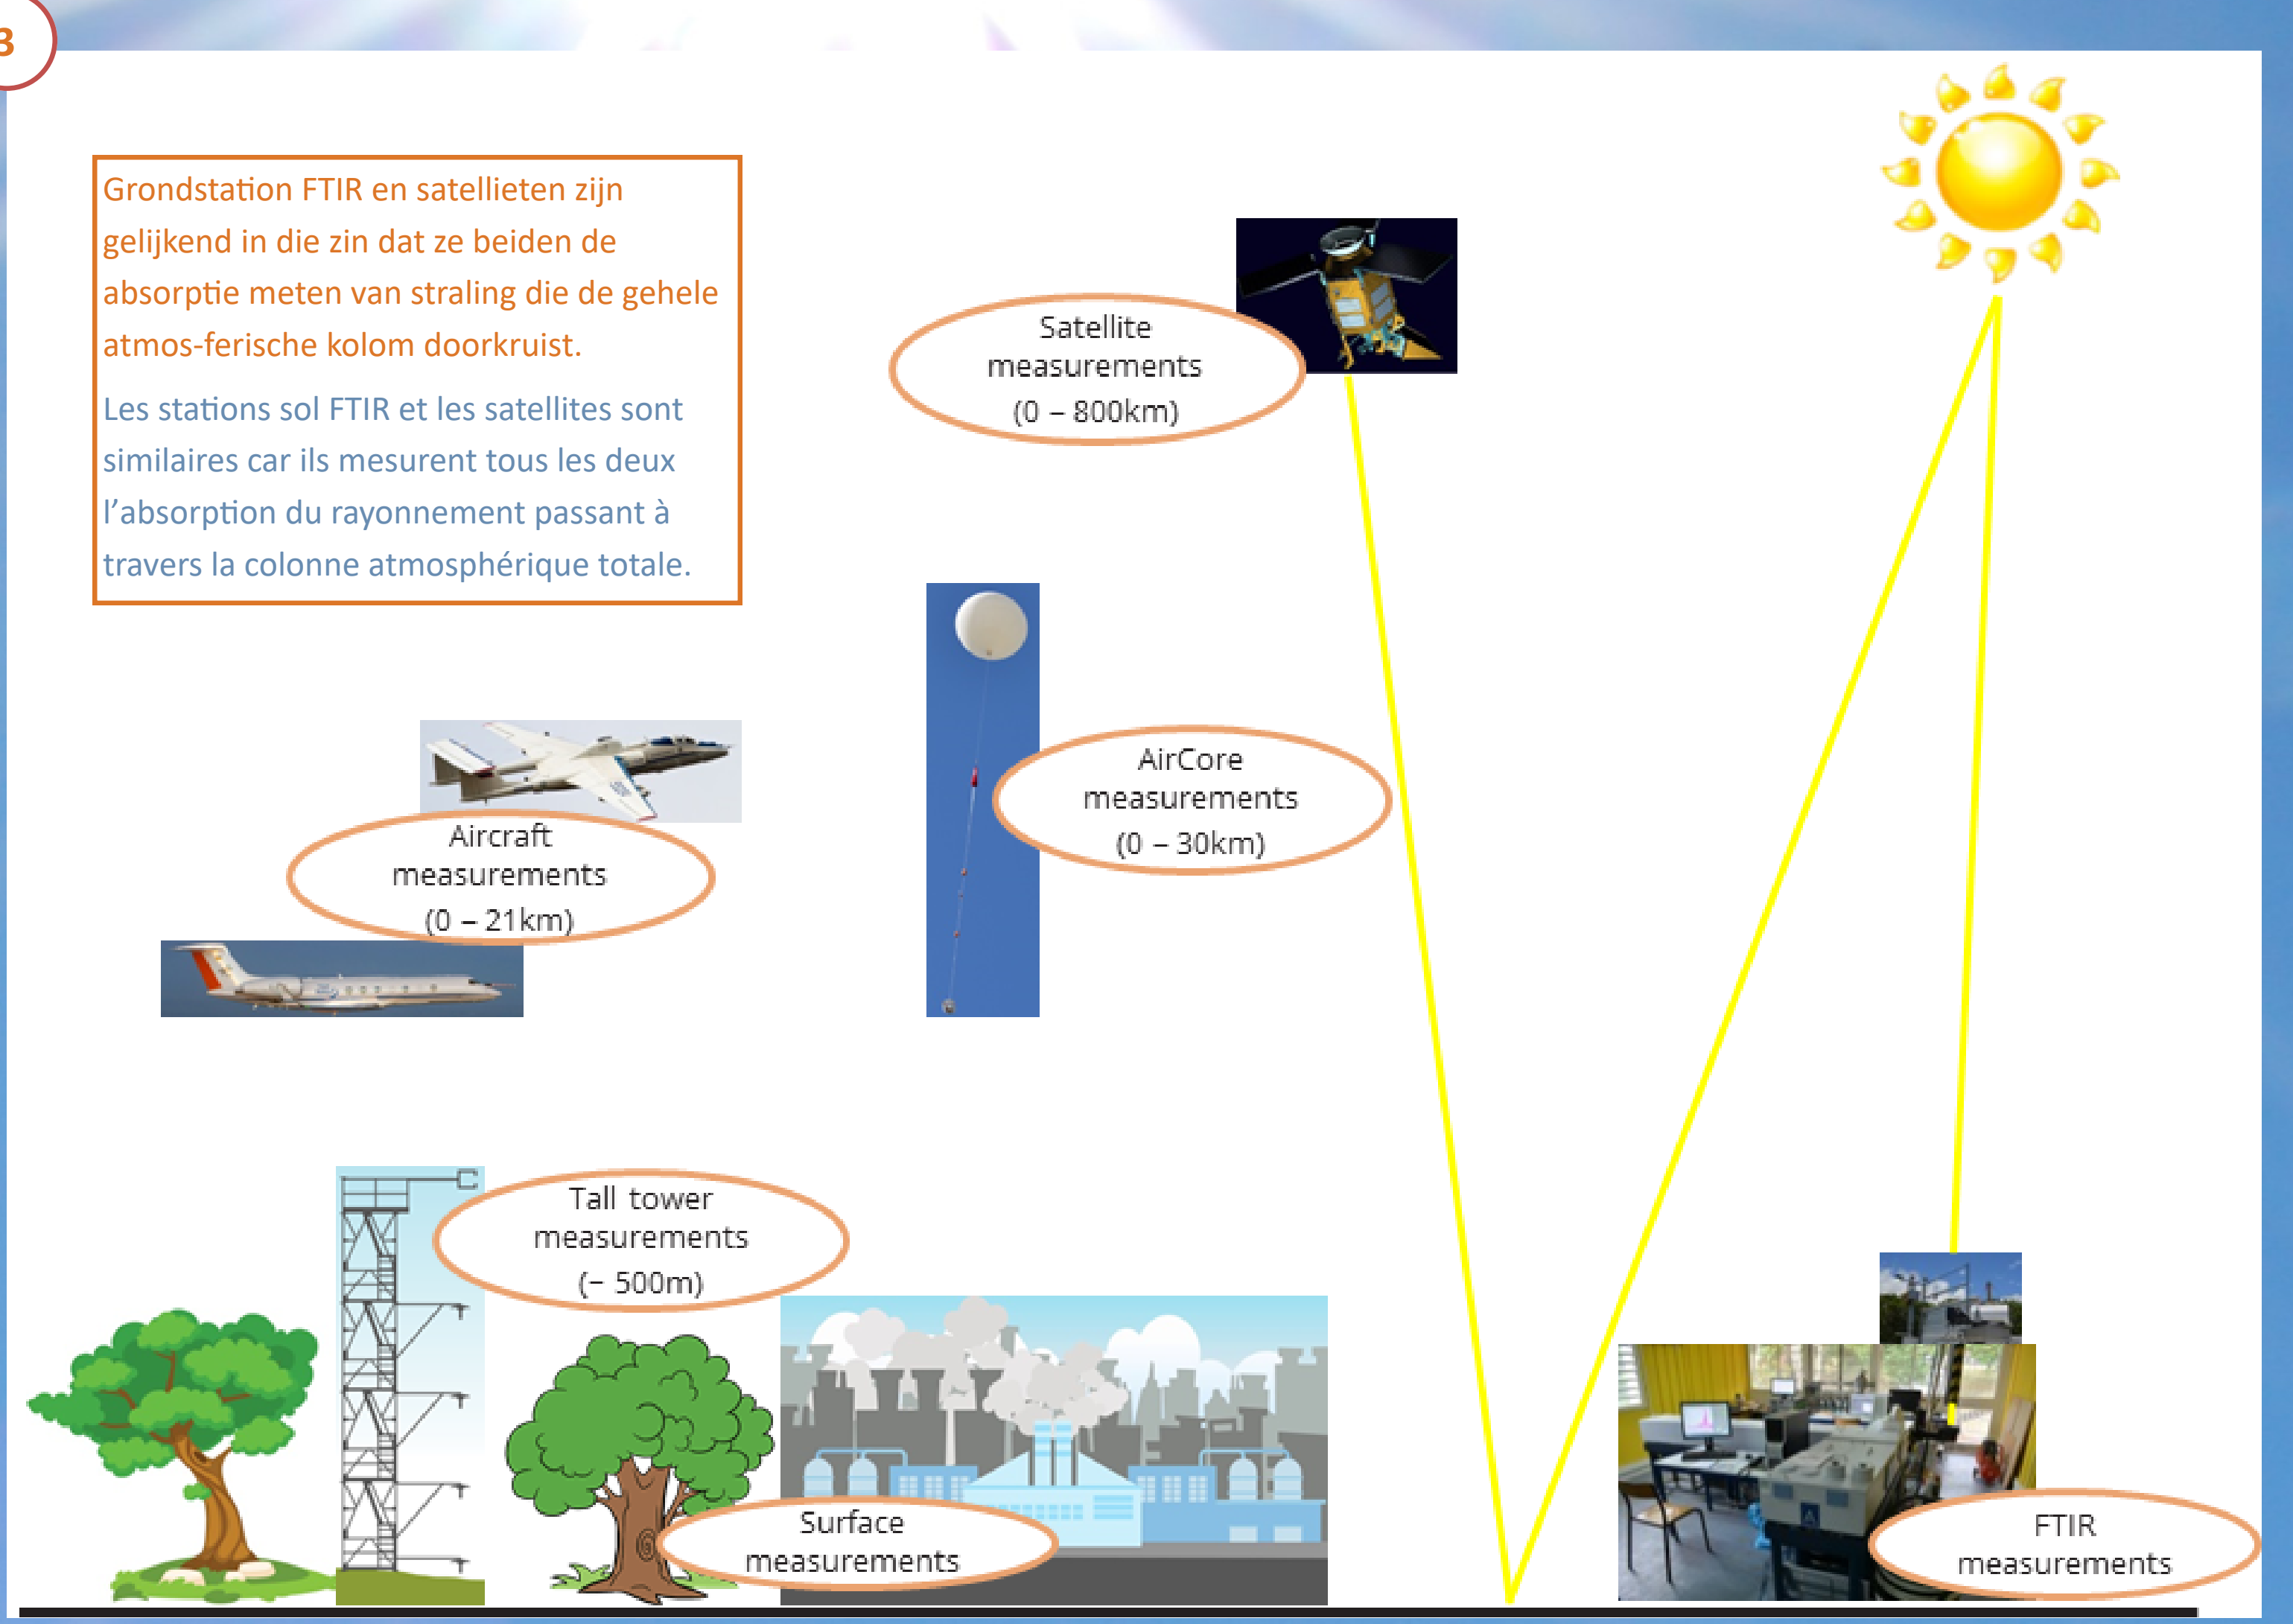 3
Grondstation FTIR en satellieten zijn
gelijkend in die zin dat ze beiden de
absorptie meten van straling die de gehele
atmos-ferische kolom doorkruist.
Les stations sol FTIR et les satellites sont
similaires car ils mesurent tous les deux
l’absorption du rayonnement passant à
travers la colonne atmosphérique totale.
Satellite
measurements
(0 – 800km)
AirCore
measurements
(0 – 30km)
Aircraft
measurements
(0 – 21km)
Tall tower
measurements
(– 500m)
Surface
measurements
FTIR
measurements